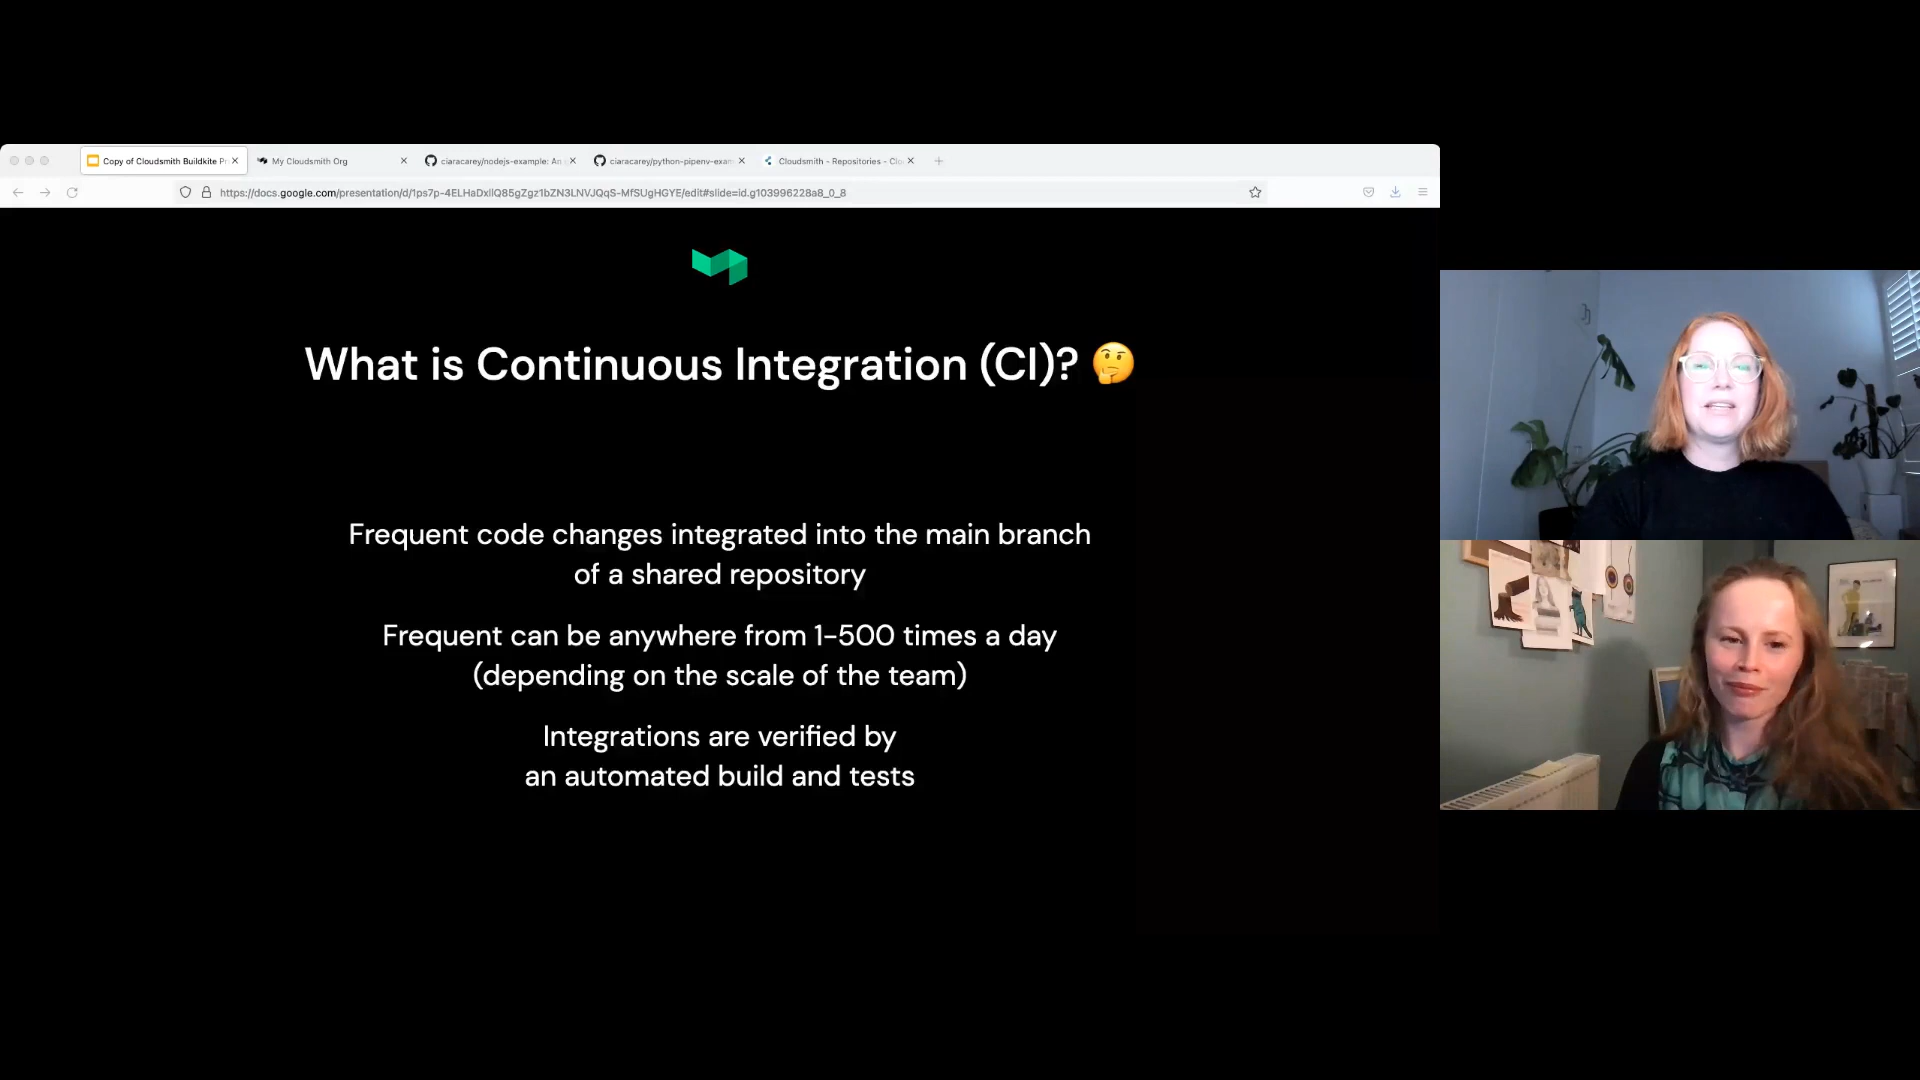 Copy of Cloudsmith Buildkite Pr
My Cloudsmith Org
ciaracarey/nodejs-example: An
ciaracarey/python-pipenv-exam
Cloudsmith - Repositories - Clo
https://docs.google.com/presentation/d/1ps7p-4ELHaDxilQ85gZgz1bZN3LNVJQqS-MfSUgHGYE/edit#slide=id.g103996228a8_0_8
What is Continuous Integration (CI)? 🤔
Frequent code changes integrated into the main branch
of a shared repository
Frequent can be anywhere from 1-500 times a day
(depending on the scale of the team)
Integrations are verified by
an automated build and tests